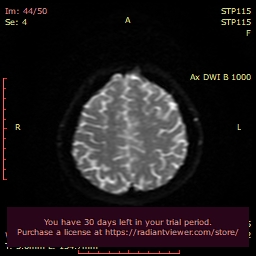 Im: 44/50
Se: 4
A
STP115
STP115
F
Ax DWI B 1000
R
L
You have 30 days left in your trial period.
Purchase a license at https://radiantviewer.com/store/